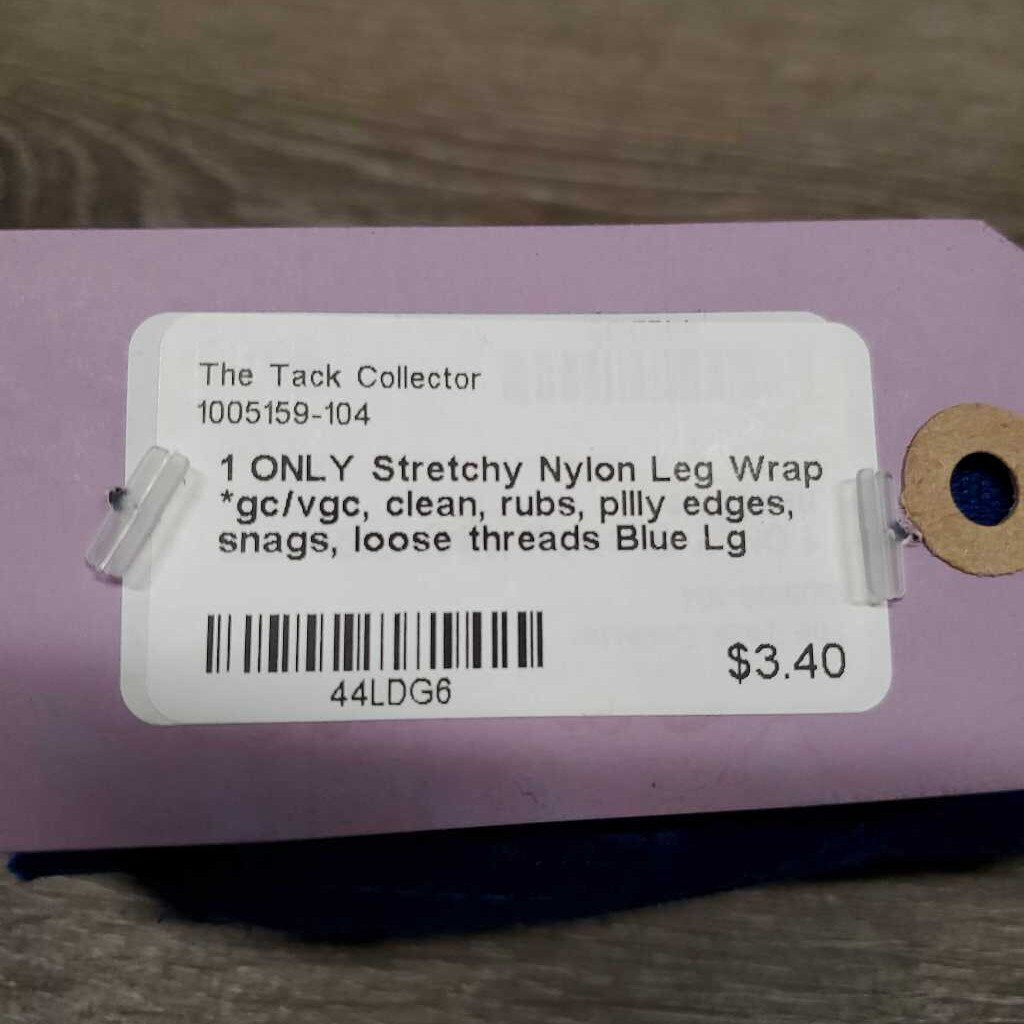 The Tack Collector
1005159-104
1 ONLY Stretchy Nylon Leg Wrap
*gc/vgc, clean, rubs, pilly edges,
snags, loose threads Blue Lg
44LDG6
$3.40